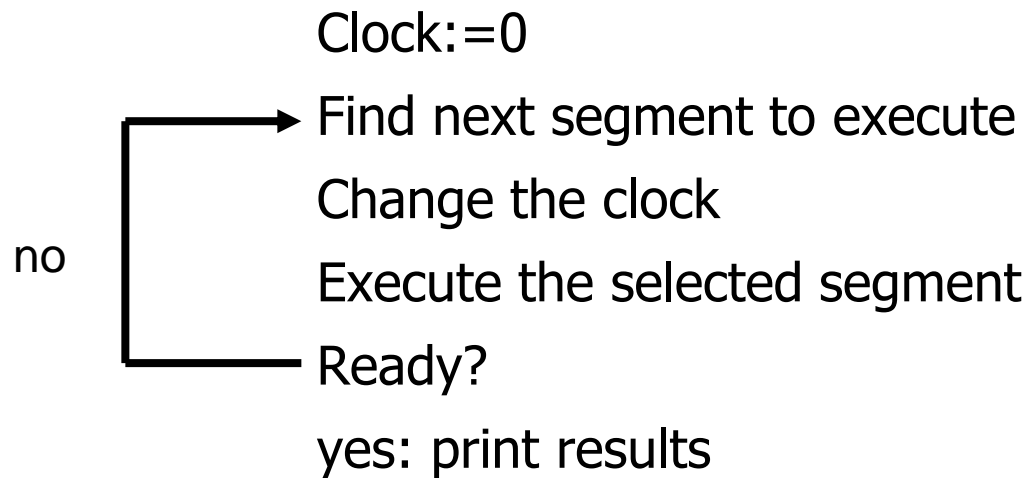 Clock:=0
Find next segment to execute
Change the clock
no
Execute the selected segment
Ready?
yes: print results